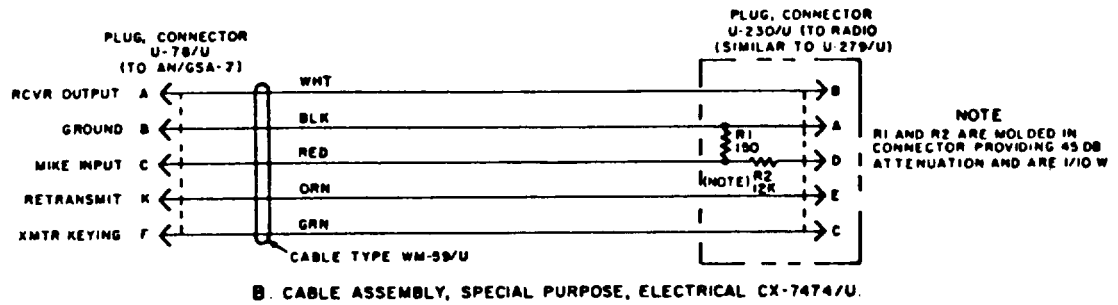 PLUG, CONNECTOR
U-78/U
(TO AN/GSA-7)
PLUG, CONNECTOR
U-230/U (TO RADIO
(SIMILAR TO U-279/U)
RCVR OUTPUT A WHT B
GROUND B BLK A
MIKE INPUT C RED D
RETRANSMIT K ORN E
XMTR KEYING F GRN C
R1
150
(NOTE) R2
12K
CABLE TYPE WM-59/U
NOTE
R1 AND R2 ARE MOLDED IN
CONNECTOR PROVIDING 45 DB
ATTENUATION AND ARE 1/10 W
B. CABLE ASSEMBLY, SPECIAL PURPOSE, ELECTRICAL CX-7474/U.